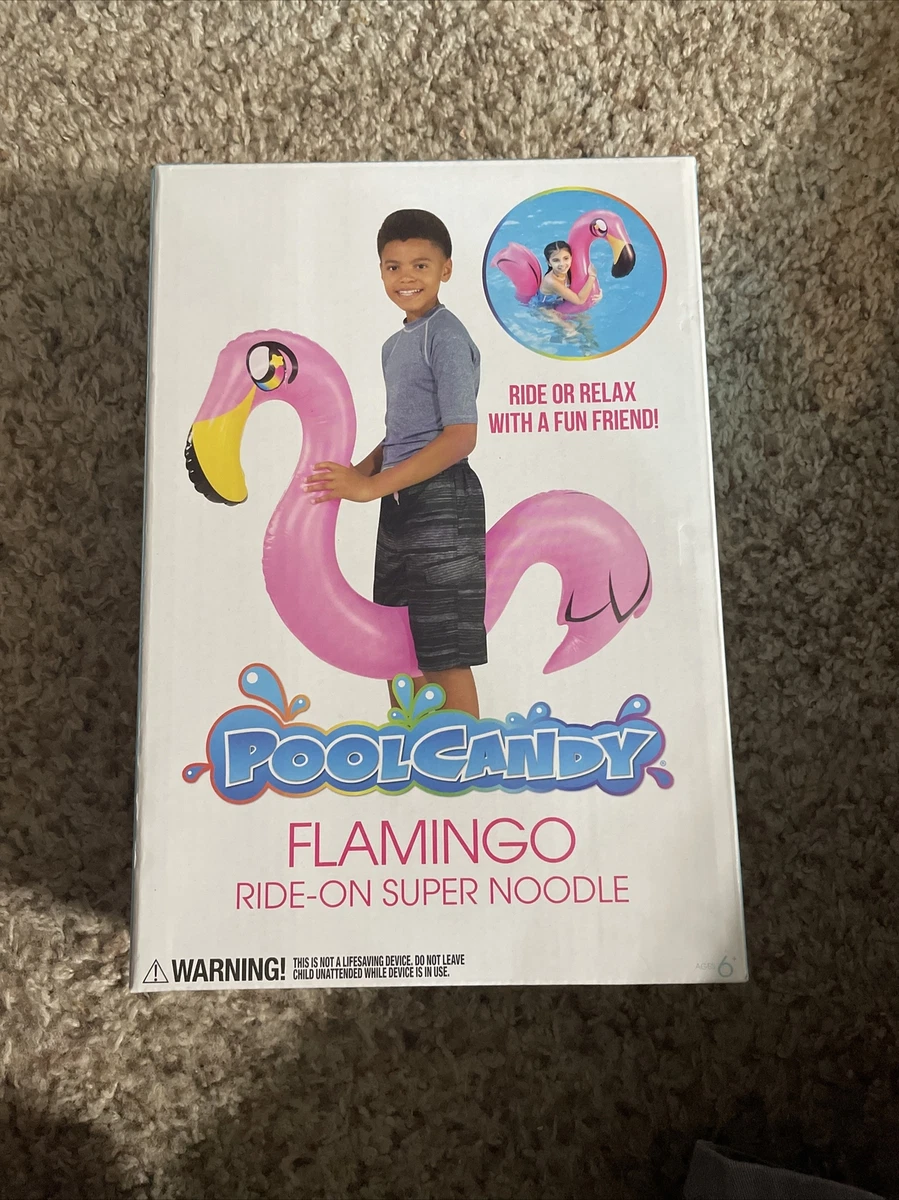 RIDE OR RELAX
WITH A FUN FRIEND!
POOLCANDY®
FLAMINGO
RIDE-ON SUPER NOODLE
WARNING! THIS IS NOT A LIFESAVING DEVICE. DO NOT LEAVE
CHILD UNATTENDED WHILE DEVICE IS IN USE.
AGES 6+